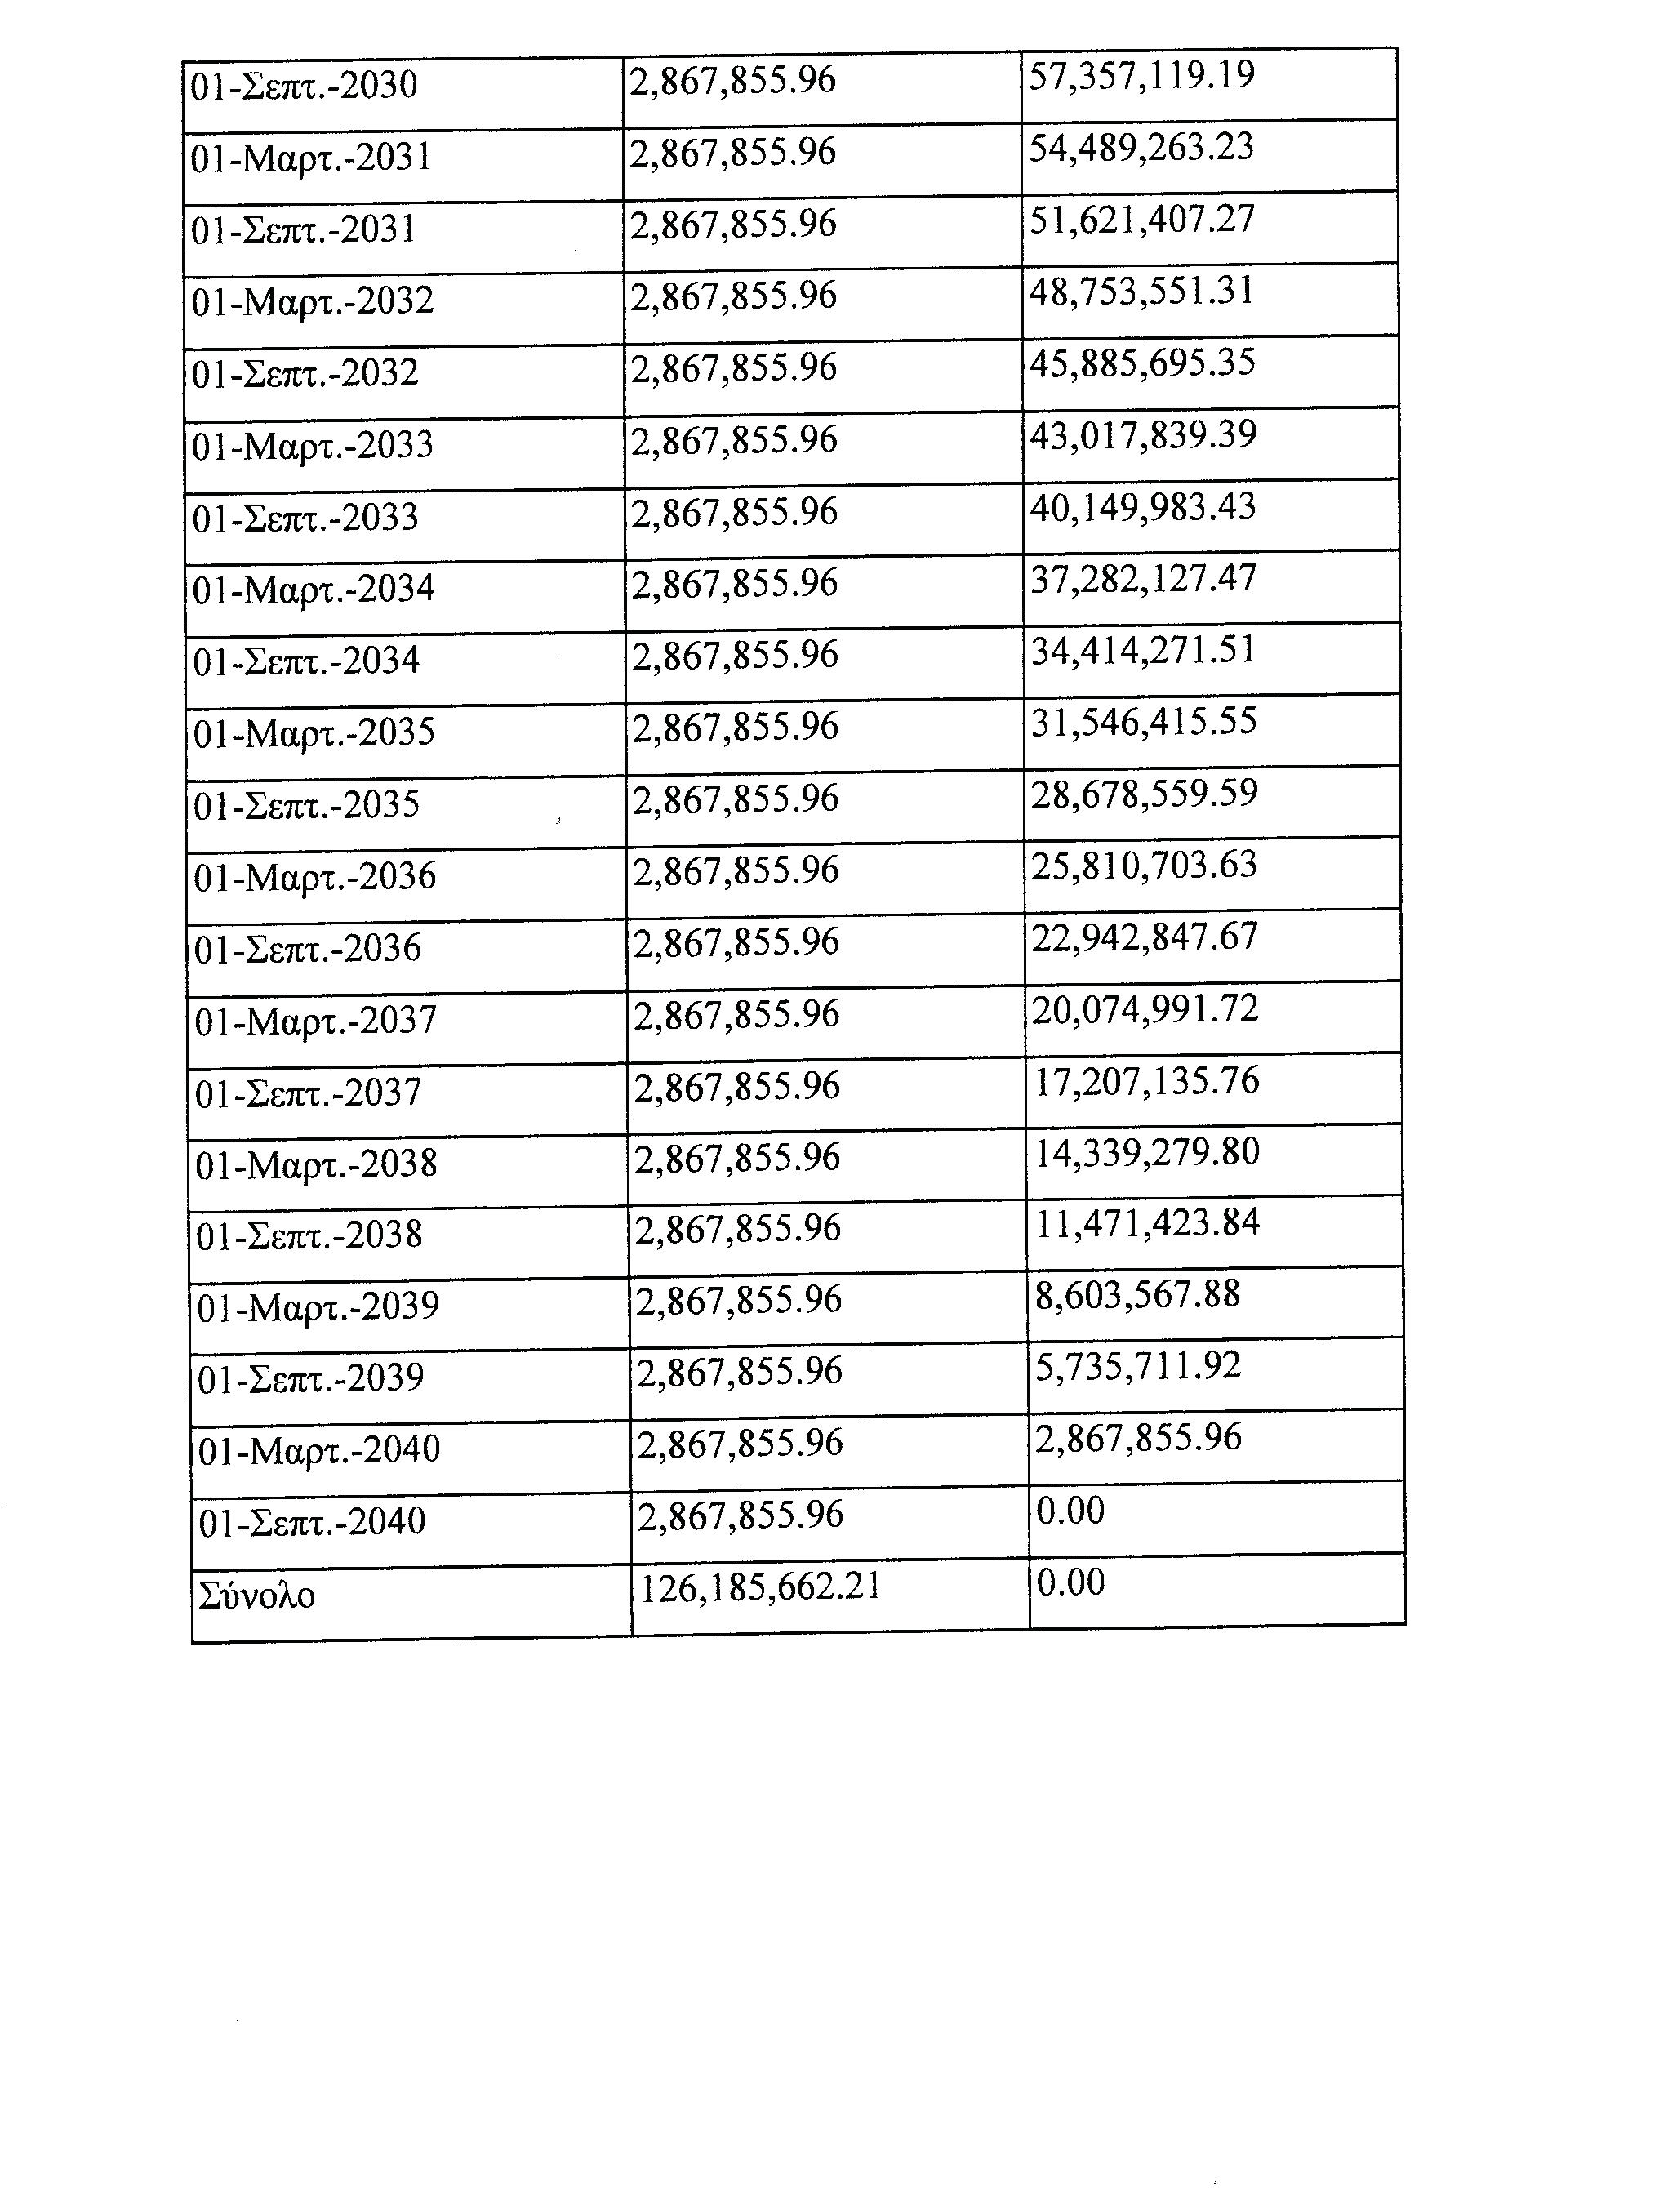 01-Σεπτ.-2030 2,867,855.96 57,357,119.19
01-Μαρτ.-2031 2,867,855.96 54,489,263.23
01-Σεπτ.-2031 2,867,855.96 51,621,407.27
01-Μαρτ.-2032 2,867,855.96 48,753,551.31
01-Σεπτ.-2032 2,867,855.96 45,885,695.35
01-Μαρτ.-2033 2,867,855.96 43,017,839.39
01-Σεπτ.-2033 2,867,855.96 40,149,983.43
01-Μαρτ.-2034 2,867,855.96 37,282,127.47
01-Σεπτ.-2034 2,867,855.96 34,414,271.51
01-Μαρτ.-2035 2,867,855.96 31,546,415.55
01-Σεπτ.-2035 2,867,855.96 28,678,559.59
01-Μαρτ.-2036 2,867,855.96 25,810,703.63
01-Σεπτ.-2036 2,867,855.96 22,942,847.67
01-Μαρτ.-2037 2,867,855.96 20,074,991.72
01-Σεπτ.-2037 2,867,855.96 17,207,135.76
01-Μαρτ.-2038 2,867,855.96 14,339,279.80
01-Σεπτ.-2038 2,867,855.96 11,471,423.84
01-Μαρτ.-2039 2,867,855.96 8,603,567.88
01-Σεπτ.-2039 2,867,855.96 5,735,711.92
01-Μαρτ.-2040 2,867,855.96 2,867,855.96
01-Σεπτ.-2040 2,867,855.96 0.00
Σύνολο 126,185,662.21 0.00